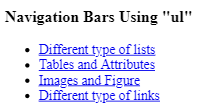 Navigation Bars Using "ul"
Different type of lists
Tables and Attributes
Images and Figure
Different type of links